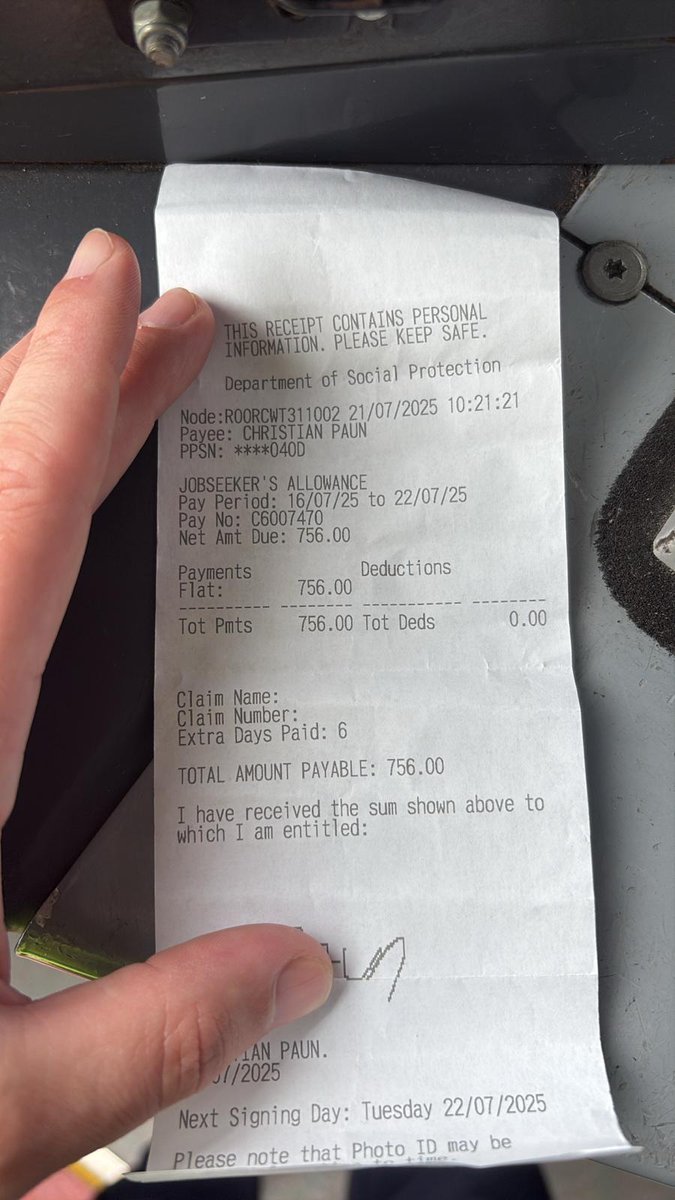 THIS RECEIPT CONTAINS PERSONAL
INFORMATION. PLEASE KEEP SAFE.
Department of Social Protection
Node:ROORCWT311002 21/07/2025 10:21:21
Payee: CHRISTIAN PAUN
PPSN: ****040D
JOBSEEKER'S ALLOWANCE
Pay Period: 16/07/25 to 22/07/25
Pay No: C6007470
Net Amt Due: 756.00
Payments Deductions
Flat: 756.00
Tot Pmts 756.00 Tot Deds 0.00
Claim Name:
Claim Number:
Extra Days Paid: 6
TOTAL AMOUNT PAYABLE: 756.00
I have received the sum shown above to
which I am entitled:
IAN PAUN.
/2025
Next Signing Day: Tuesday 22/07/2025
Please note that Photo ID may be